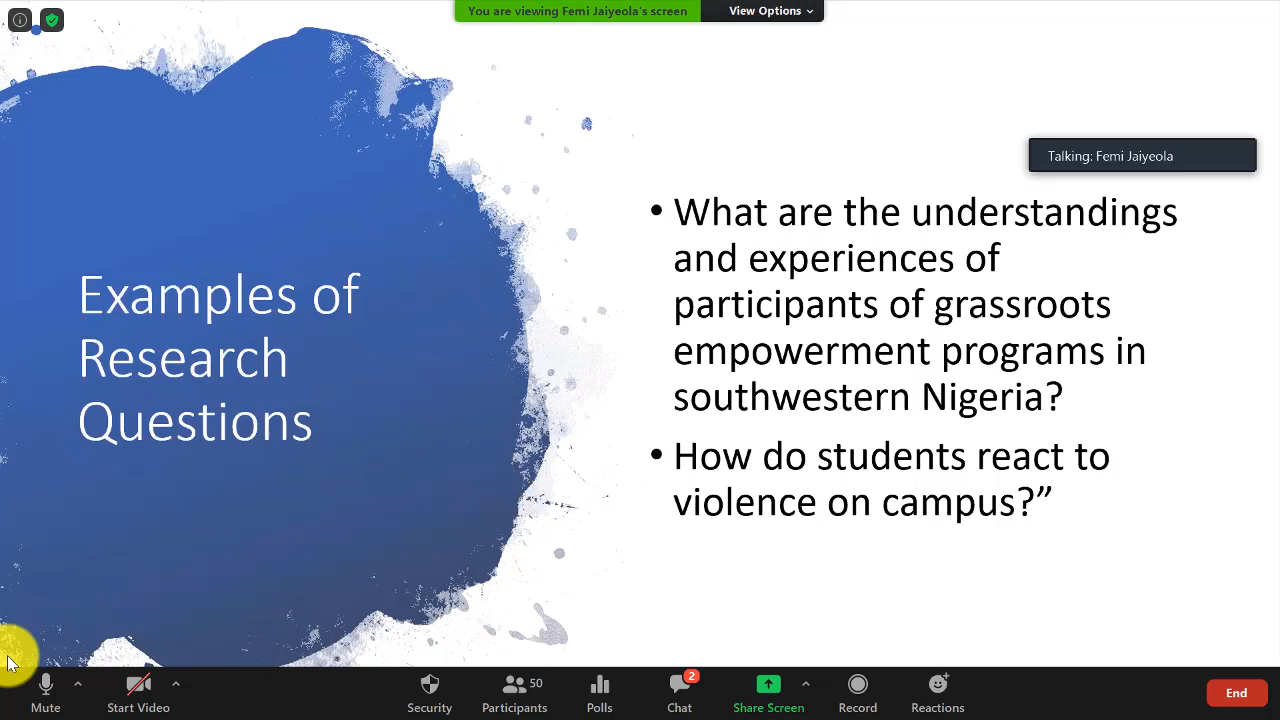 You are viewing Femi Jaiyeola's screen
View Options
Talking: Femi Jaiyeola
Examples of
Research
Questions
• What are the understandings
and experiences of
participants of grassroots
empowerment programs in
southwestern Nigeria?
• How do students react to
violence on campus?”
Mute
Start Video
Security
50
Participants
Polls
2
Chat
Share Screen
Record
Reactions
End